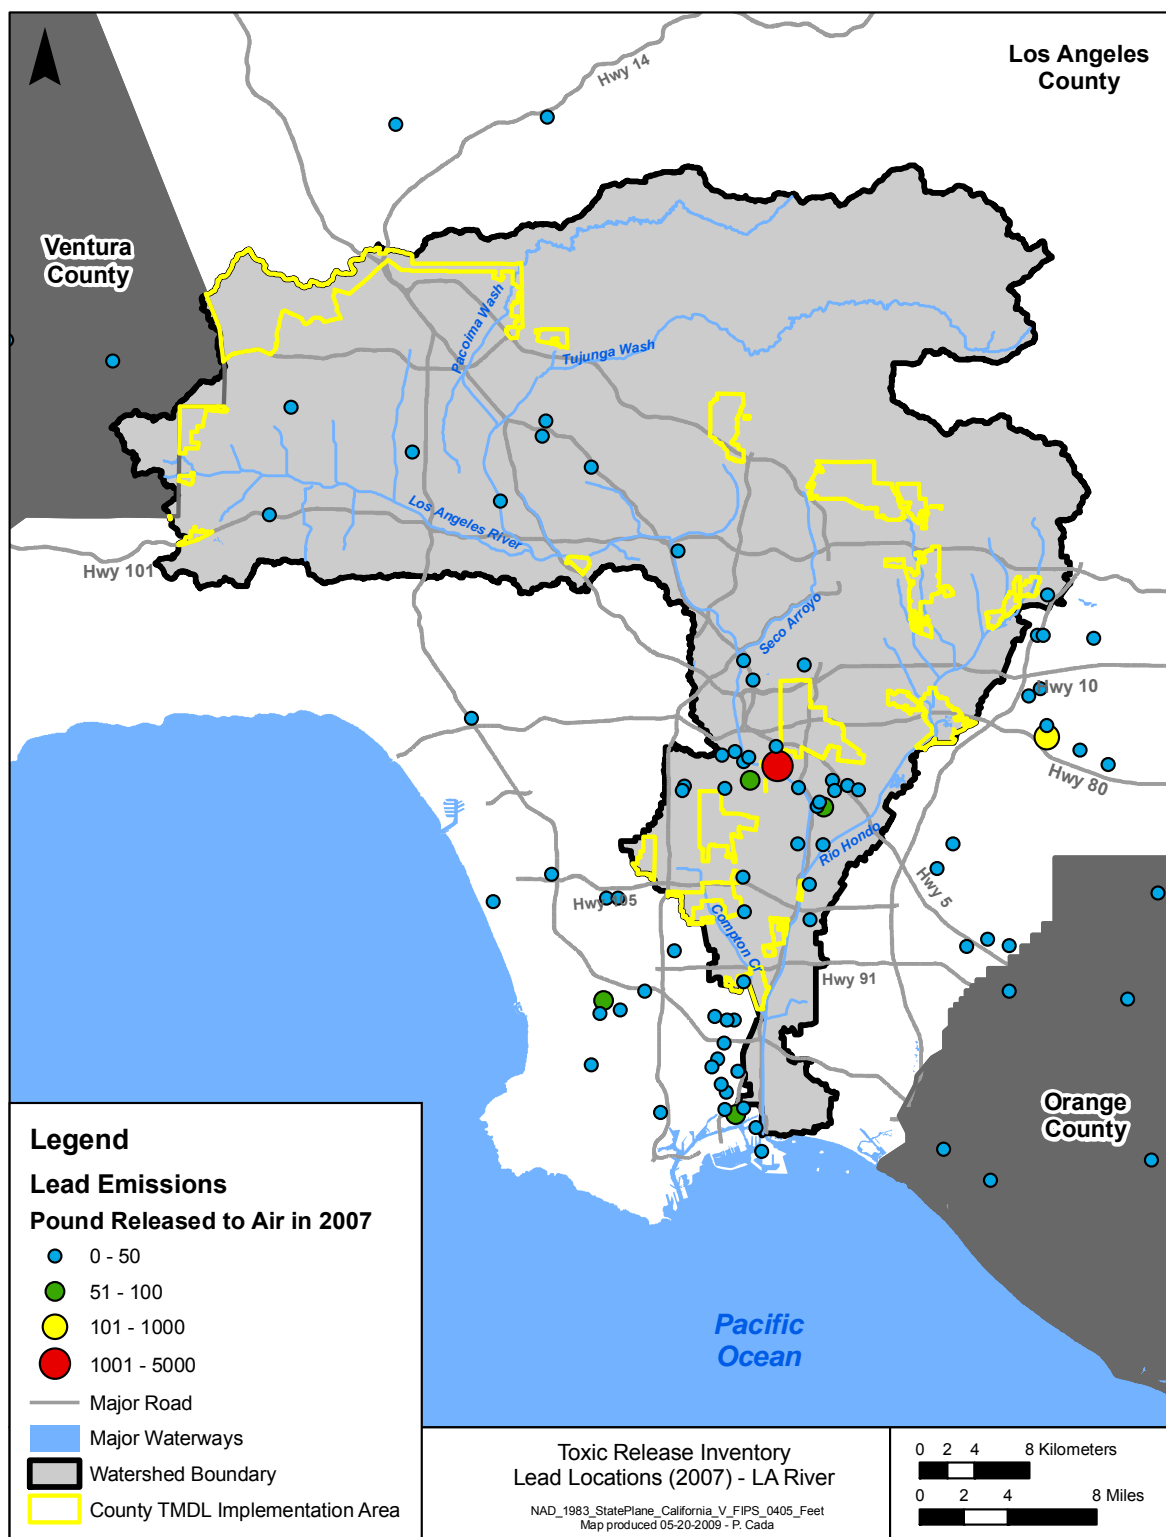 Hwy 14
Los Angeles
County
Ventura
County
Pacoima Wash
Tujunga Wash
Los Angeles River
Hwy 101
Seco Arroyo
Hwy 10
Hwy 80
Rio Hondo
Hwy 5
Hwy 105
Compton Cr
Hwy 91
Orange
County
Pacific
Ocean
Legend
Lead Emissions
Pound Released to Air in 2007
0 - 50
51 - 100
101 - 1000
1001 - 5000
Major Road
Major Waterways
Watershed Boundary
County TMDL Implementation Area
Toxic Release Inventory
Lead Locations (2007) - LA River
NAD_1983_StatePlane_California_V_FIPS_0405_Feet
Map produced 05-20-2009 - P. Cada
0 2 4 8 Kilometers
0 2 4 8 Miles